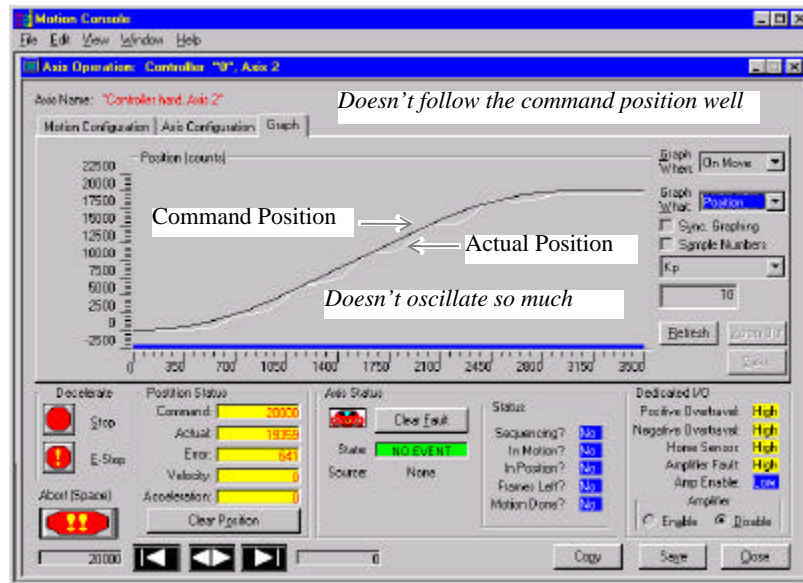 Motion Console
File Edit View Window Help
Axis Operation: Controller "0", Axis 2
Axis Name: "Controller hard, Axis 2"
Doesn't follow the command position well
Motion Configuration Axis Configuration Graph
Position (counts)
22500
20000
17500
15000
12500
10000
7500
5000
2500
0
-2500
Command Position
Actual Position
Doesn't oscillate so much
0 350 700 1050 1400 1750 2100 2450 2800 3150 3500
Graph When: On Move
Graph What: Position
Sync. Graphing
Sample Numbers
Kp
10
Refresh
Decelerate
Stop
E-Stop
Abort (Space)
Position Status
Command: 20000
Actual: 19359
Error: 641
Velocity: 0
Acceleration: 0
Clear Position
Axis Status
Clear Fault
State: NO EVENT
Source: None
Status
Sequencing? No
In Motion? No
In Position? No
Frames Left? No
Motion Done? No
Dedicated I/O
Positive Overtravel: High
Negative Overtravel: High
Home Sensor: High
Amplifier Fault: High
Amp Enable: Low
Amplifier
Enable Disable
20000
0
Copy Save Close